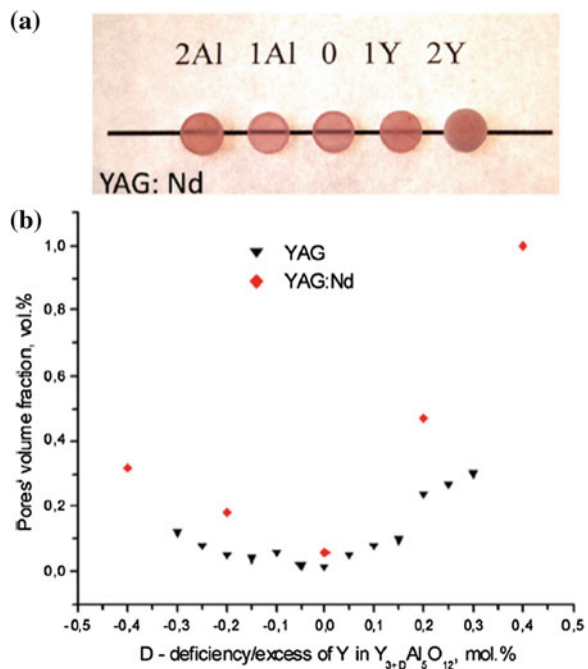 (a)
2Al 1Al 0 1Y 2Y
YAG: Nd
(b)
YAG
YAG:Nd
Pores' volume fraction, vol.%
1,0
0,8
0,6
0,4
0,2
0,0
-0,5 -0,4 -0,3 -0,2 -0,1 0,0 0,1 0,2 0,3 0,4 0,5
D - deficiency/excess of Y in Y3+DAl5O12, mol.%